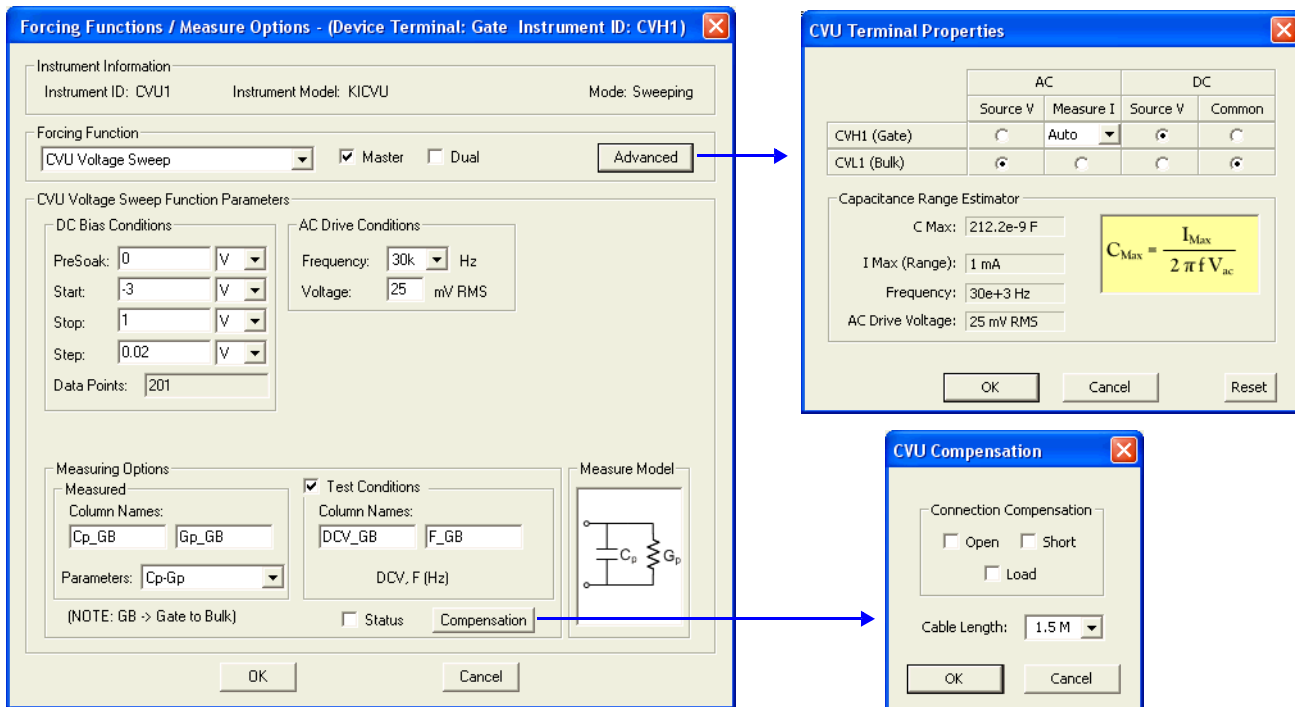 Forcing Functions / Measure Options - (Device Terminal: Gate Instrument ID: CVH1)
Instrument Information
Instrument ID: CVU1 Instrument Model: KICVU Mode: Sweeping
Forcing Function
CVU Voltage Sweep Master Dual Advanced
CVU Voltage Sweep Function Parameters
DC Bias Conditions
PreSoak: 0 V
Start: -3 V
Stop: 1 V
Step: 0.02 V
Data Points: 201
AC Drive Conditions
Frequency: 30k Hz
Voltage: 25 mV RMS
Measuring Options
Measured
Column Names:
Cp_GB Gp_GB
Parameters: Cp-Gp
(NOTE: GB -> Gate to Bulk)
Test Conditions
Column Names:
DCV_GB F_GB
DCV, F (Hz)
Status Compensation
Measure Model
Cp Gp
OK Cancel
CVU Terminal Properties
AC DC
Source V Measure I Source V Common
CVH1 (Gate) Auto
CVL1 (Bulk)
Capacitance Range Estimator
C Max: 212.2e-9 F
I Max (Range): 1 mA
Frequency: 30e+3 Hz
AC Drive Voltage: 25 mV RMS
CMax = IMax / 2 π f Vac
OK Cancel Reset
CVU Compensation
Connection Compensation
Open Short
Load
Cable Length: 1.5 M
OK Cancel